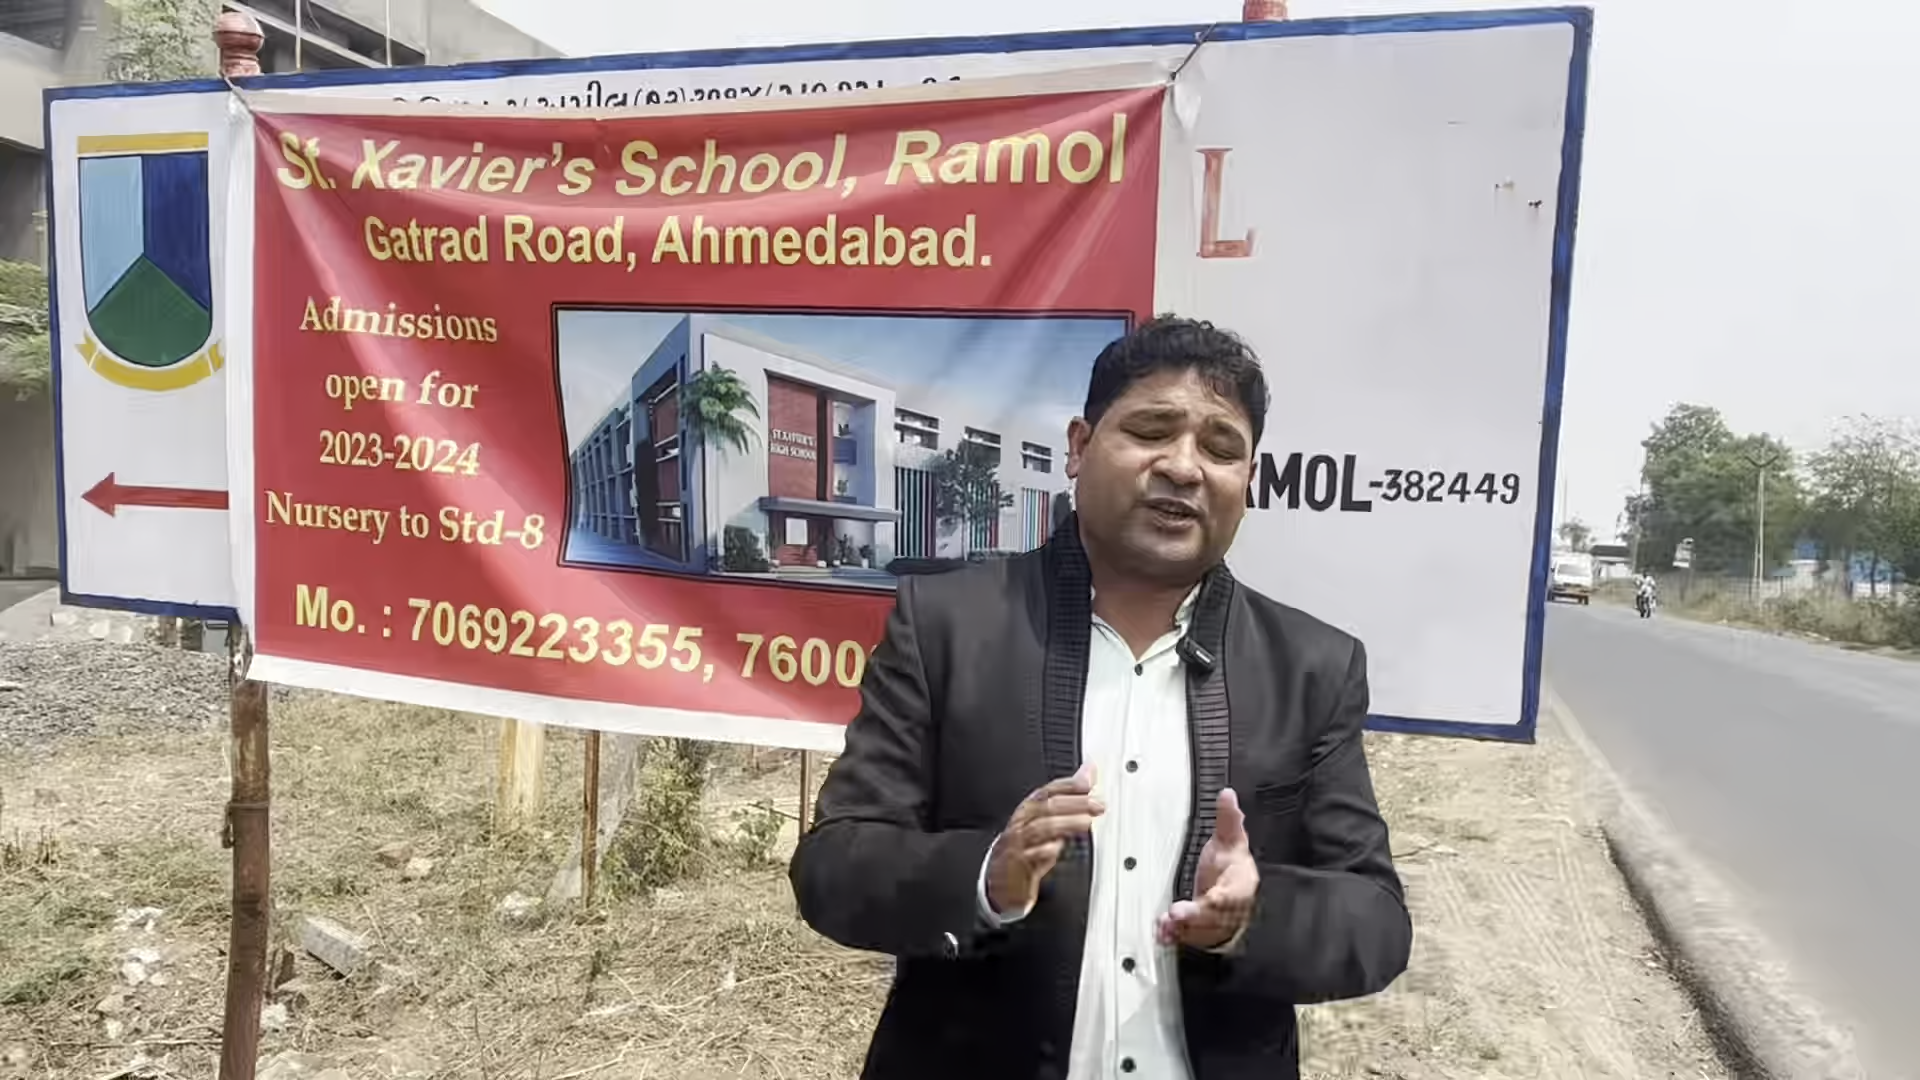 St. Xavier's School, Ramol
Gatrad Road, Ahmedabad.
Admissions
open for
2023-2024
Nursery to Std-8
ST.XAVIER'S
HIGH SCHOOL
Mo. : 7069223355, 7600
L
MOL-382449